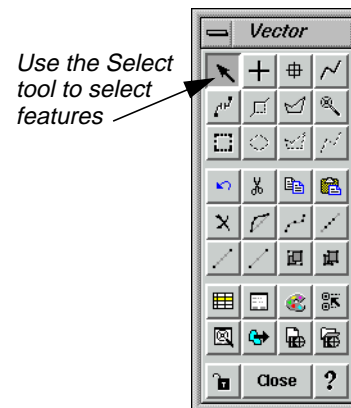 Vector
Use the Select
tool to select
features
Close
?